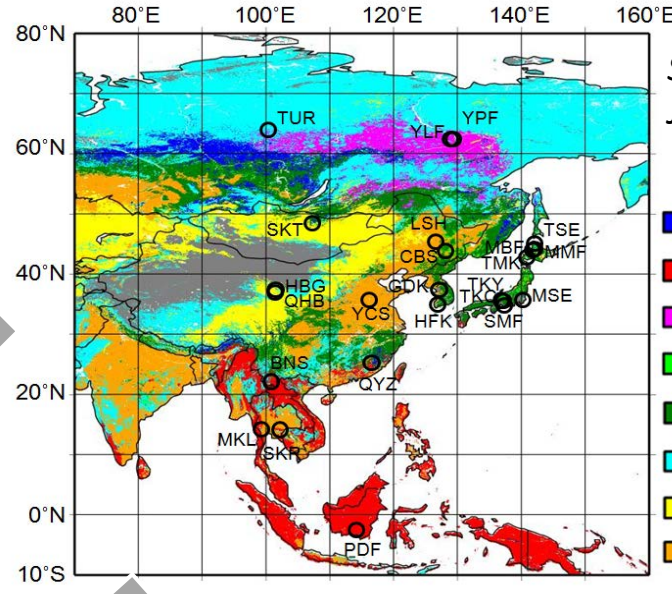 80°E 100°E 120°E 140°E 160°E
80°N
TUR
YLF YPF
60°N
SKT
LSH
TSE
MBF
CBS
MMF
TMK
40°N
HBG
GDK
TKY
QHB
MSE
YCS
HFK
SMF
BNS
QYZ
20°N
MKL
SKR
0°N
PDF
10°S